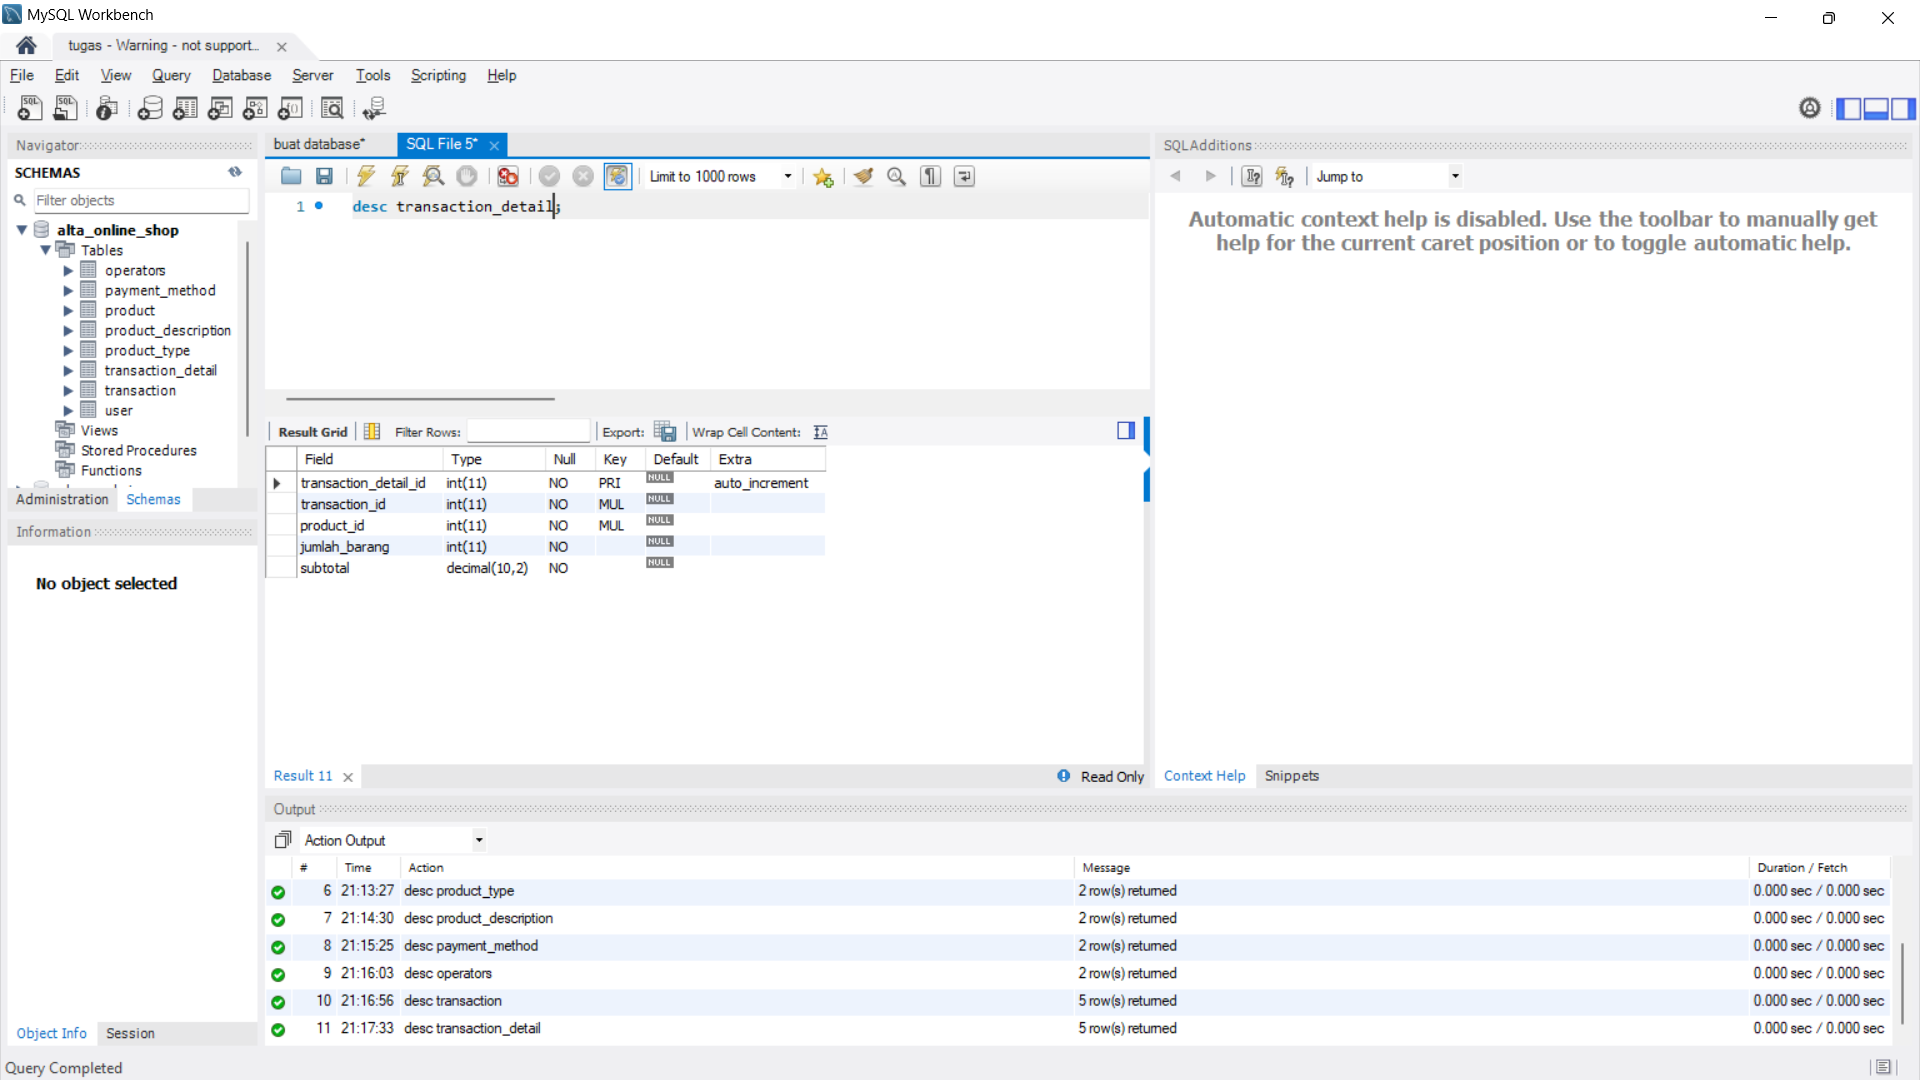 MySQL Workbench
tugas - Warning - not support...
File Edit View Query Database Server Tools Scripting Help
Navigator
SCHEMAS
Filter objects
alta_online_shop
Tables
operators
payment_method
product
product_description
product_type
transaction_detail
transaction
user
Views
Stored Procedures
Functions
Administration Schemas
Information
No object selected
Object Info Session
buat database* SQL File 5*
Limit to 1000 rows
1 desc transaction_detail;
Result Grid Filter Rows: Export: Wrap Cell Content:
Field Type Null Key Default Extra
transaction_detail_id int(11) NO PRI NULL auto_increment
transaction_id int(11) NO MUL NULL
product_id int(11) NO MUL NULL
jumlah_barang int(11) NO NULL
subtotal decimal(10,2) NO NULL
Result 11 Read Only
SQLAdditions
Jump to
Automatic context help is disabled. Use the toolbar to manually get
help for the current caret position or to toggle automatic help.
Context Help Snippets
Output
Action Output
# Time Action Message Duration / Fetch
6 21:13:27 desc product_type 2 row(s) returned 0.000 sec / 0.000 sec
7 21:14:30 desc product_description 2 row(s) returned 0.000 sec / 0.000 sec
8 21:15:25 desc payment_method 2 row(s) returned 0.000 sec / 0.000 sec
9 21:16:03 desc operators 2 row(s) returned 0.000 sec / 0.000 sec
10 21:16:56 desc transaction 5 row(s) returned 0.000 sec / 0.000 sec
11 21:17:33 desc transaction_detail 5 row(s) returned 0.000 sec / 0.000 sec
Query Completed